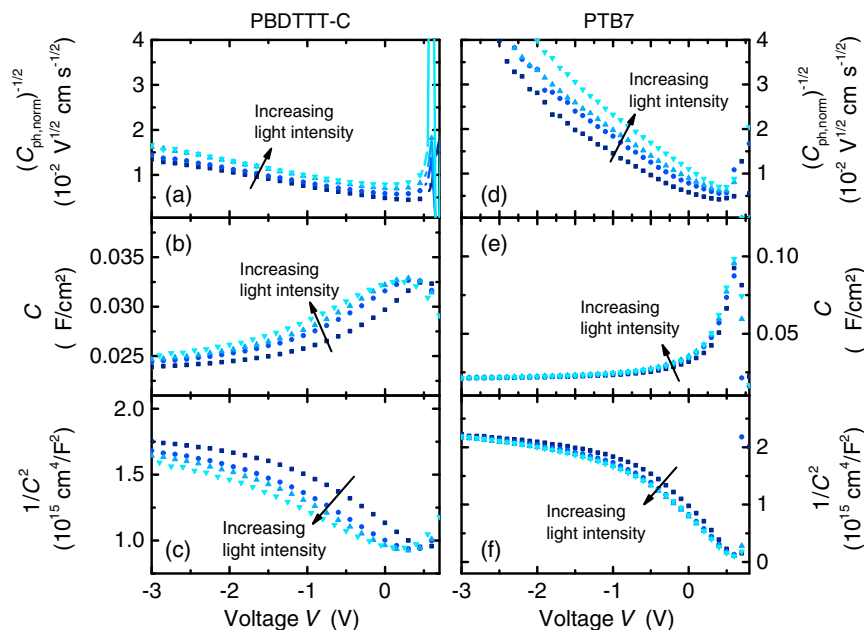 PBDTTT-C
PTB7
(C_ph,norm)^-1/2
(10^-2 V^1/2 cm s^-1/2)
4
3
2
1
(a)
Increasing
light intensity
(d)
Increasing
light intensity
4
3
2
1
(C_ph,norm)^-1/2
(10^-2 V^1/2 cm s^-1/2)
C
( F/cm²)
0.035
0.030
0.025
(b)
Increasing
light intensity
(e)
Increasing
light intensity
0.10
0.05
C
( F/cm²)
1/C²
(10^15 cm^4/F²)
2.0
1.5
1.0
(c)
Increasing
light intensity
(f)
Increasing
light intensity
2
1
0
1/C²
(10^15 cm^4/F²)
-3 -2 -1 0
-3 -2 -1 0
Voltage V (V)
Voltage V (V)